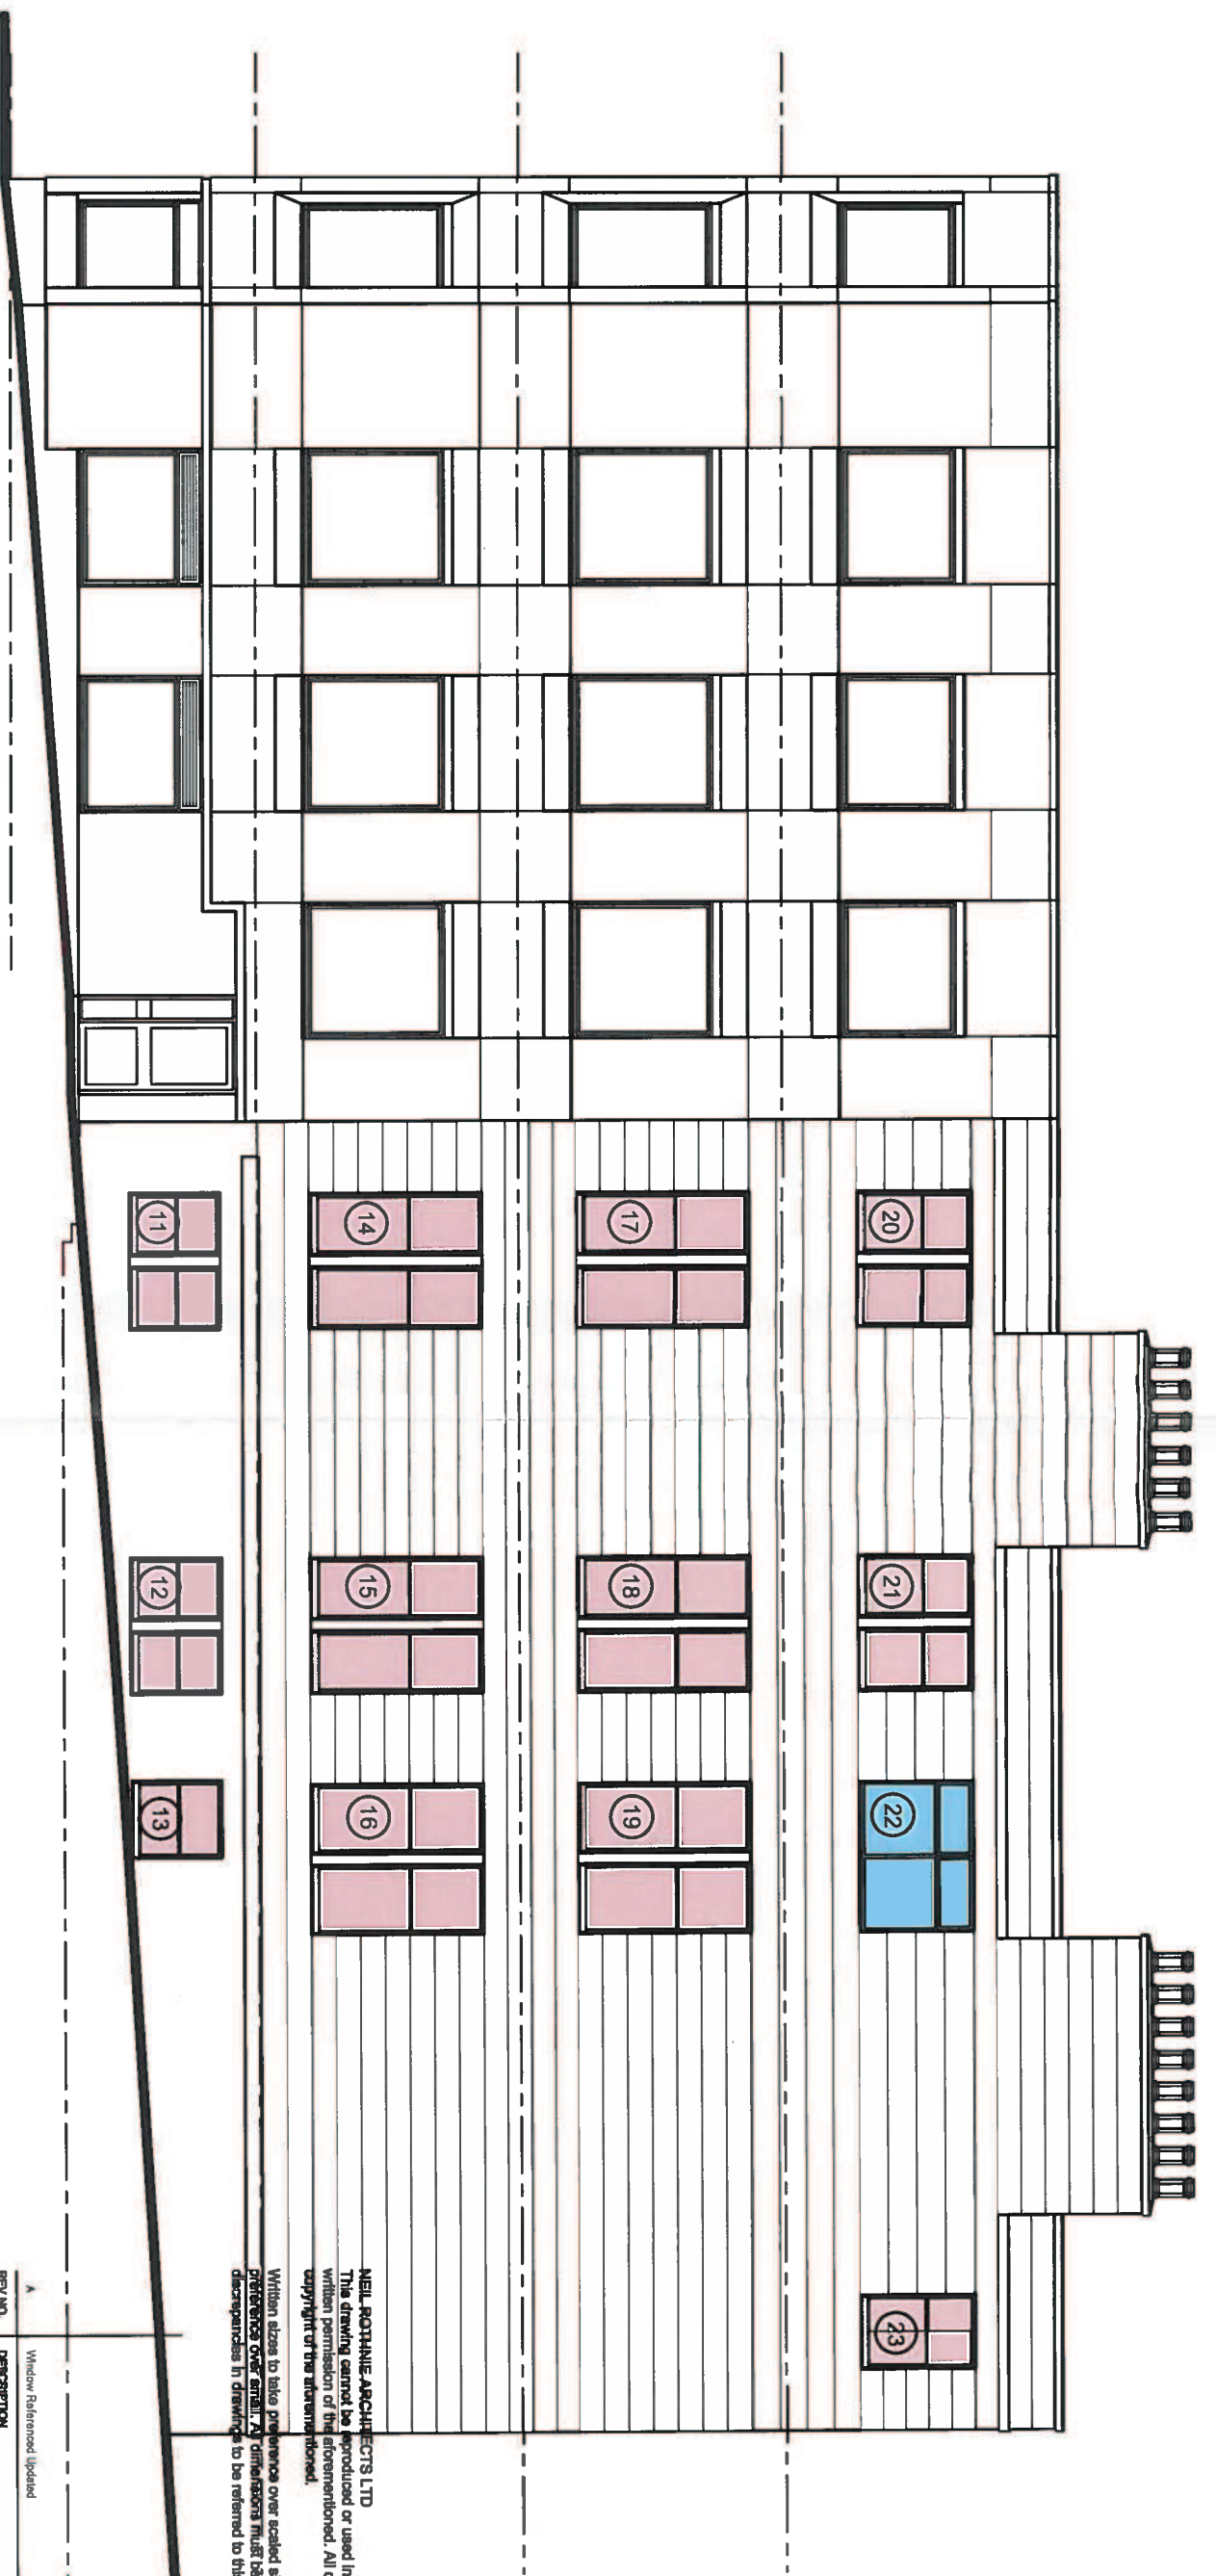 20
21
22
23
17
18
19
14
15
16
11
12
13
NEIL ROTHNIE ARCHITECTS LTD
This drawing cannot be reproduced or used in
written permission of the aforementioned. All
copyright of the aforementioned.
Written sizes to take preference over scaled
preference over small. All dimensions must be
discrepancies in drawings to be referred to
A Window Referenced Updated
REV NO. DESCRIPTION